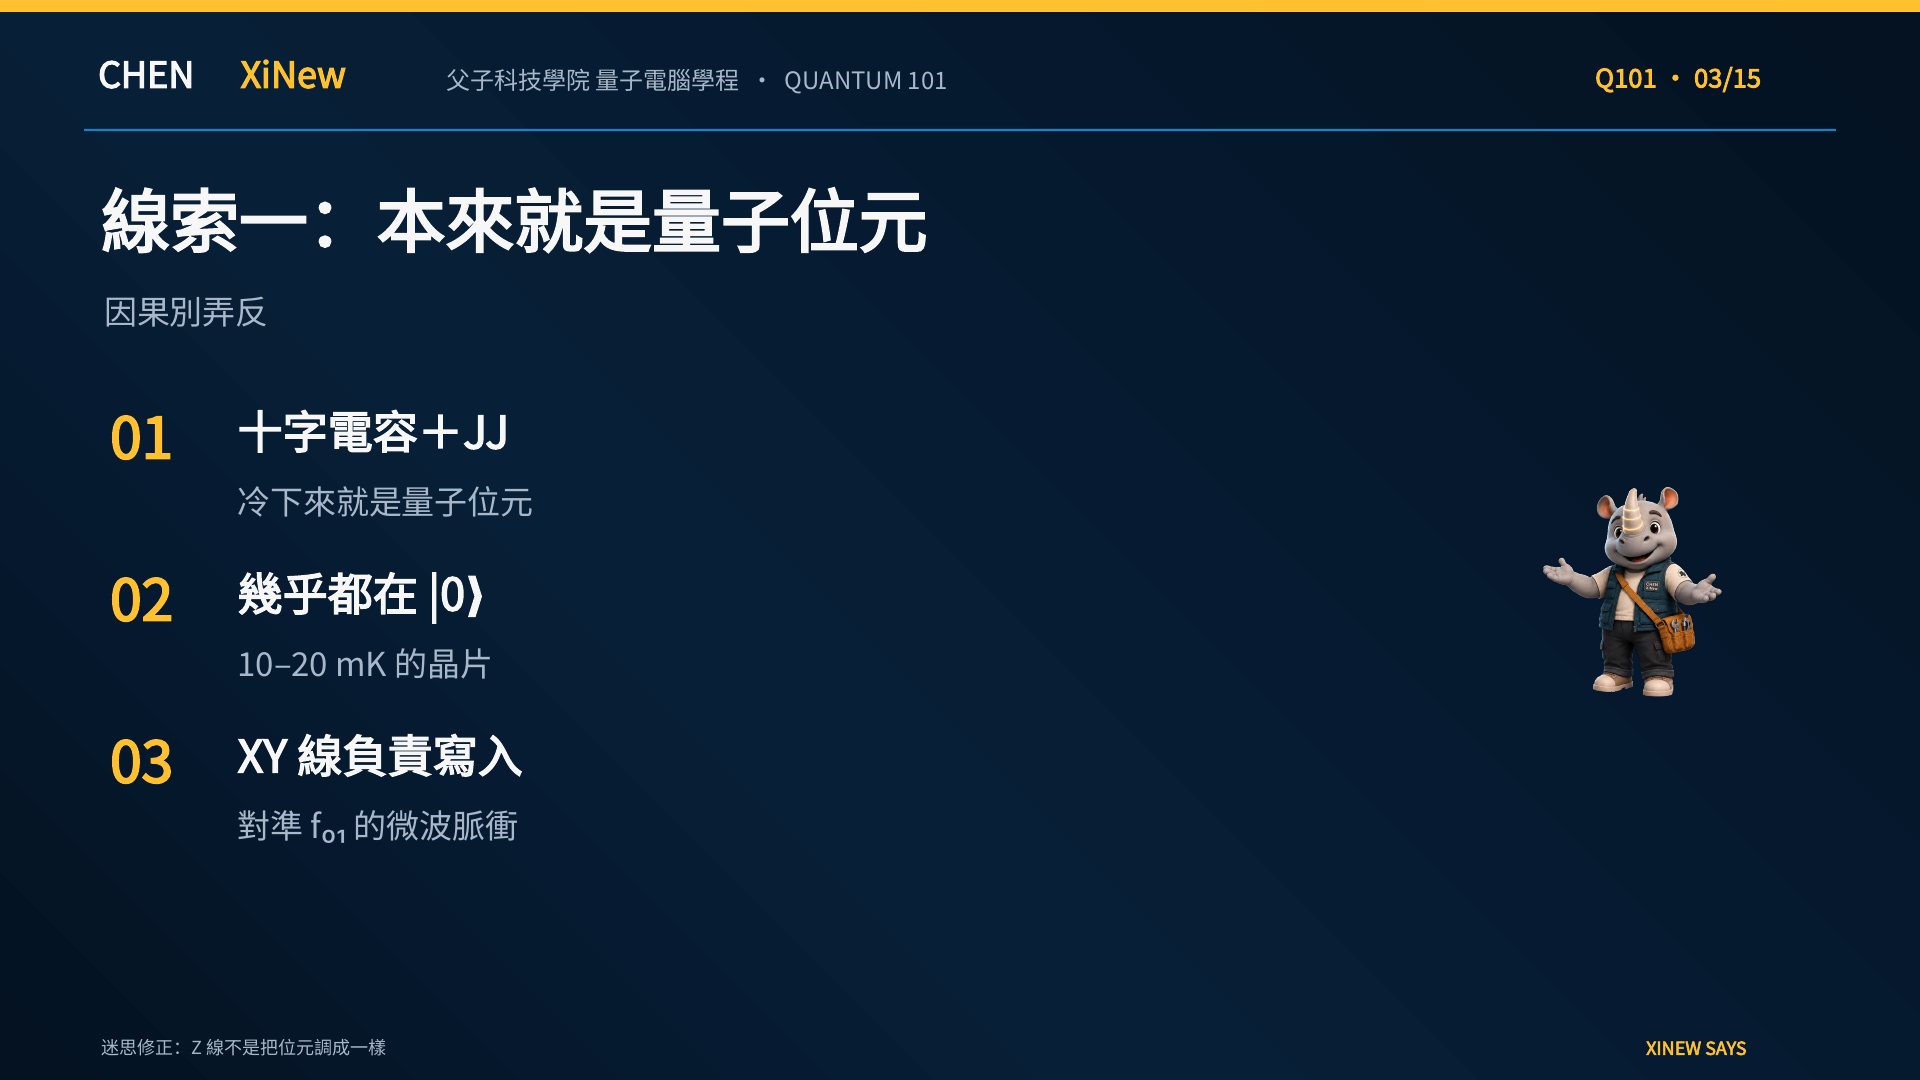 CHEN XiNew 父子科技學院 量子電腦學程 · QUANTUM 101 Q101 · 03/15
線索一：本來就是量子位元
因果別弄反
01 十字電容＋JJ
冷下來就是量子位元
02 幾乎都在 |0⟩
10–20 mK 的晶片
03 XY 線負責寫入
對準 f₀₁ 的微波脈衝
迷思修正：Z 線不是把位元調成一樣
XINEW SAYS